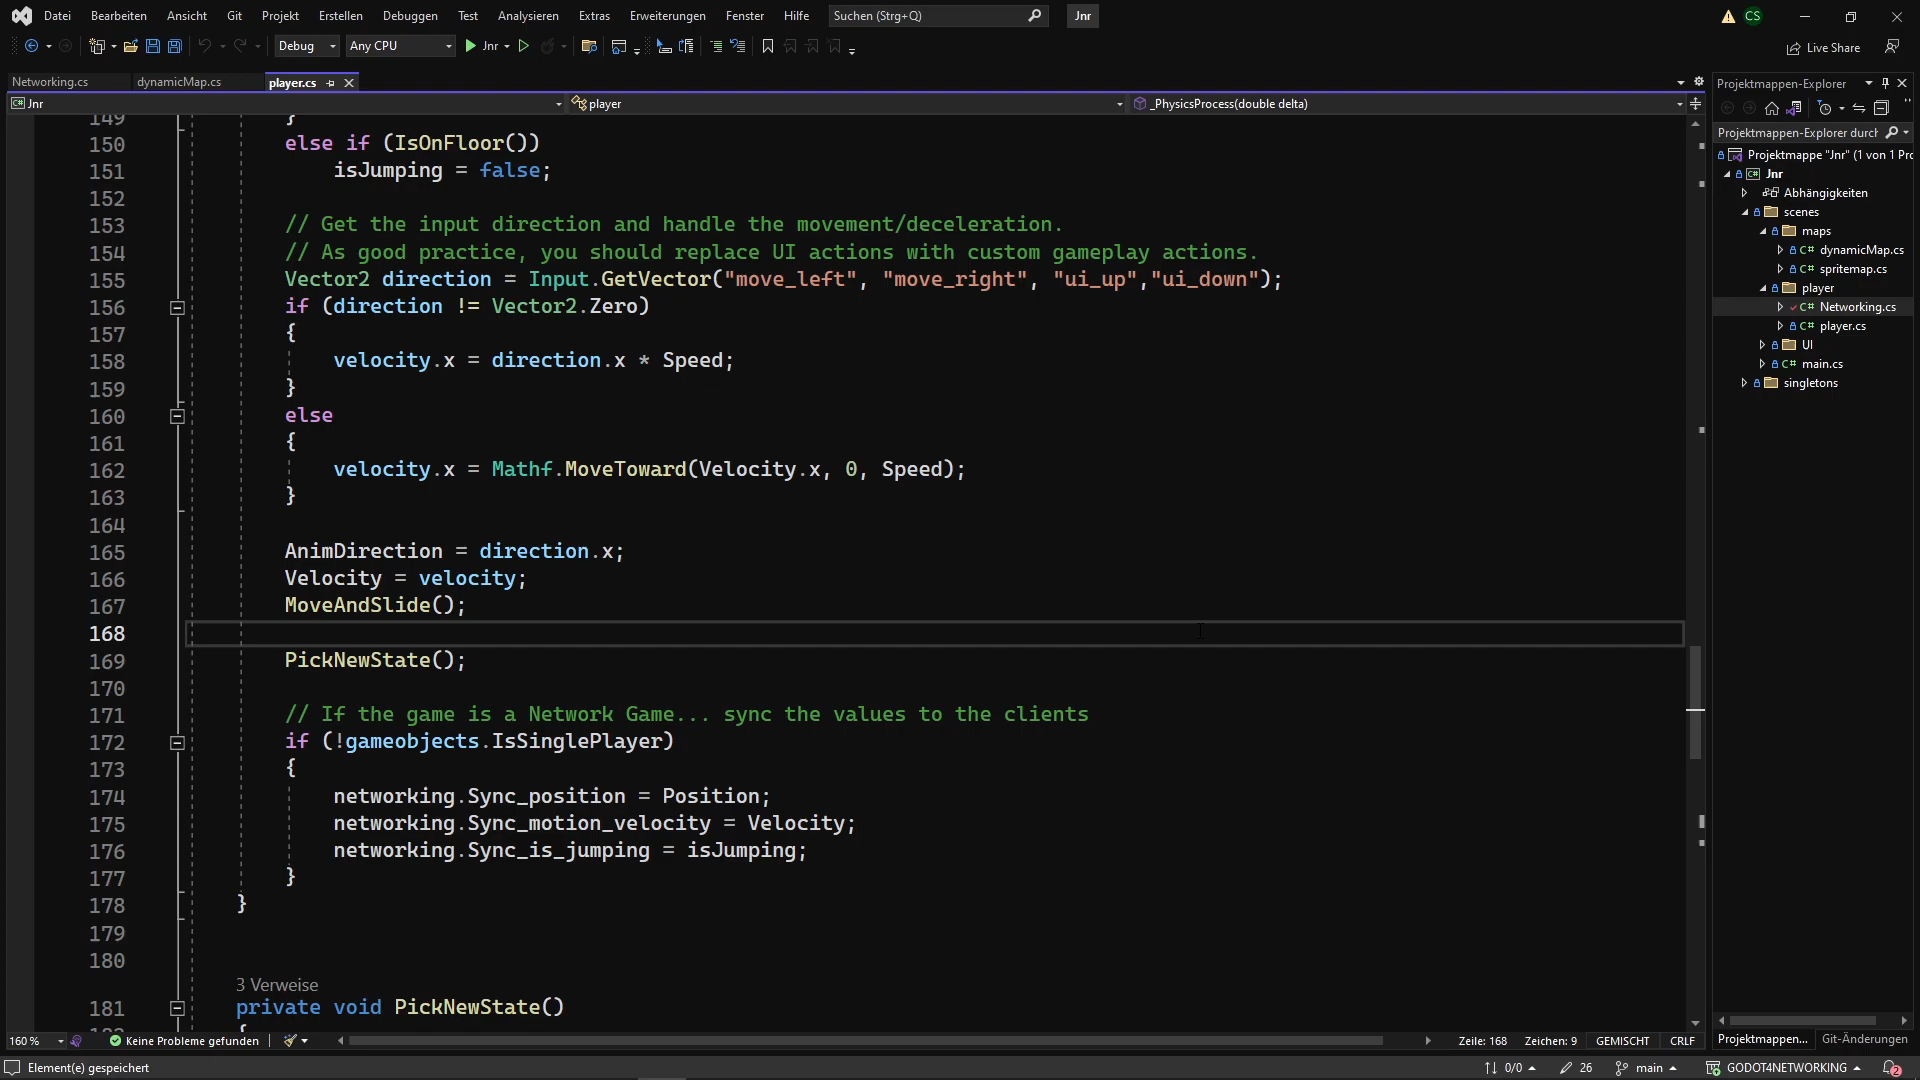 Datei Bearbeiten Ansicht Git Projekt Erstellen Debuggen Test Analysieren Extras Erweiterungen Fenster Hilfe Suchen (Strg+Q) Jnr CS
Debug Any CPU Jnr Live Share
Networking.cs dynamicMap.cs player.cs
Jnr player _PhysicsProcess(double delta)
149 }
150 else if (IsOnFloor())
151 isJumping = false;
152
153 // Get the input direction and handle the movement/deceleration.
154 // As good practice, you should replace UI actions with custom gameplay actions.
155 Vector2 direction = Input.GetVector("move_left", "move_right", "ui_up","ui_down");
156 if (direction != Vector2.Zero)
157 {
158 velocity.x = direction.x * Speed;
159 }
160 else
161 {
162 velocity.x = Mathf.MoveToward(Velocity.x, 0, Speed);
163 }
164
165 AnimDirection = direction.x;
166 Velocity = velocity;
167 MoveAndSlide();
168
169 PickNewState();
170
171 // If the game is a Network Game... sync the values to the clients
172 if (!gameobjects.IsSinglePlayer)
173 {
174 networking.Sync_position = Position;
175 networking.Sync_motion_velocity = Velocity;
176 networking.Sync_is_jumping = isJumping;
177 }
178 }
179
180
3 Verweise
181 private void PickNewState()
{
Projektmappen-Explorer
Projektmappen-Explorer durch
Projektmappe "Jnr" (1 von 1 Pro
Jnr
Abhängigkeiten
scenes
maps
dynamicMap.cs
spritemap.cs
player
Networking.cs
player.cs
UI
main.cs
singletons
Projektmappen... Git-Änderungen
160 % Keine Probleme gefunden Zeile: 168 Zeichen: 9 GEMISCHT CRLF
Element(e) gespeichert 0/0 26 main GODOT4NETWORKING 2